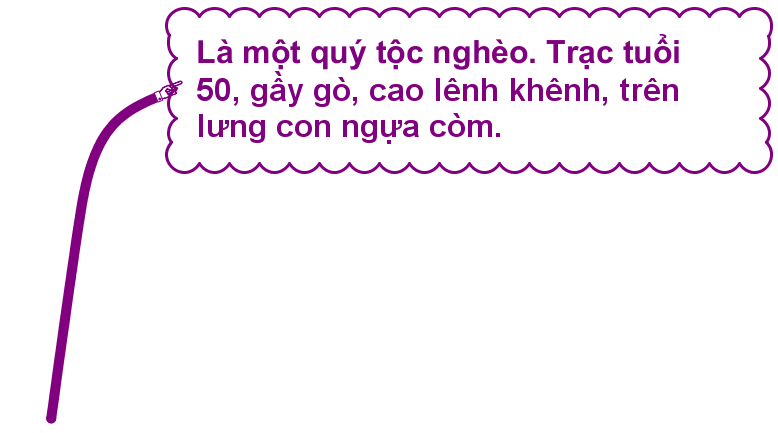 Là một quý tộc nghèo. Trạc tuổi
50, gầy gò, cao lênh khênh, trên
lưng con ngựa còm.